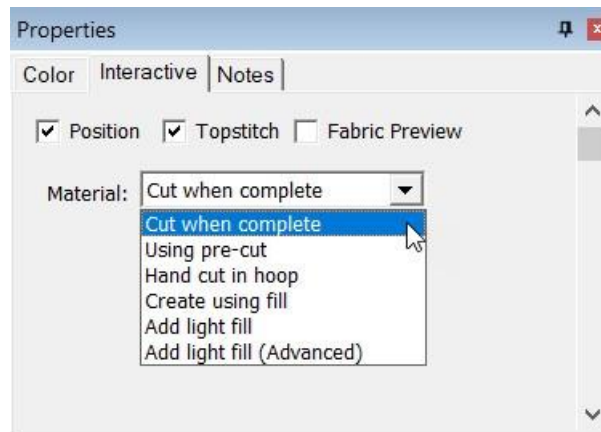 Properties
Color Interactive Notes
Position Topstitch Fabric Preview
Material: Cut when complete
Cut when complete
Using pre-cut
Hand cut in hoop
Create using fill
Add light fill
Add light fill (Advanced)